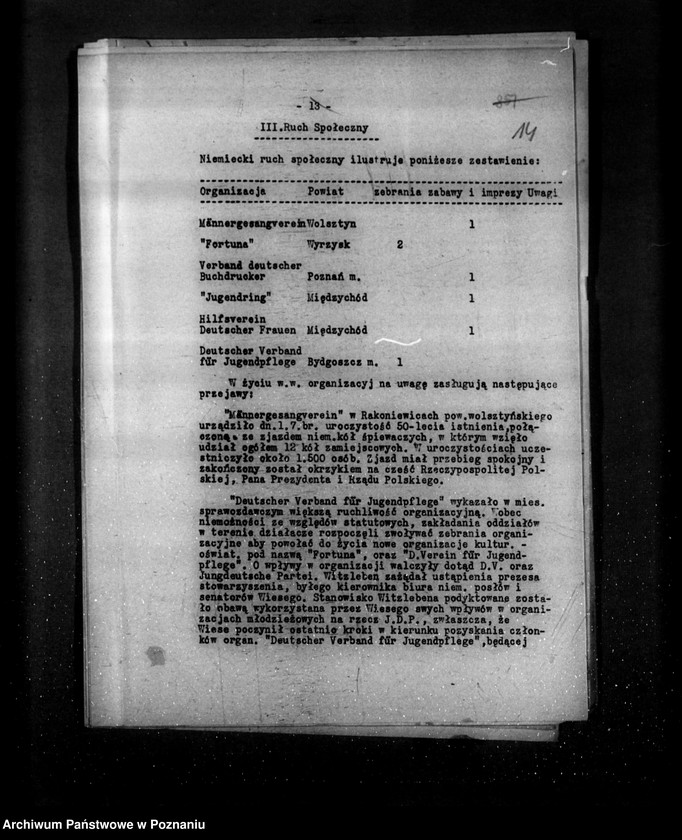 - 13 -
857
14
III.Ruch Społeczny
Niemiecki ruch społeczny ilustruje poniższe zestawienie:
Organizacja Powiat zebrania zabawy i imprezy Uwagi
Männergesangverein Wolsztyn 1
"Fortuna" Wyrzysk 2
Verband deutscher
Buchdrucker Poznań m. 1
"Jugendring" Międzychód 1
Hilfsverein
Deutscher Frauen Międzychód 1
Deutscher Verband
für Jugendpflege Bydgoszcz m. 1
W życiu w.w. organizacyj na uwagę zasługują następujące
przejawy:
"Männergesangverein" w Rakoniewicach pow.wolsztyńskiego
urządziło dn.1.7.br. uroczystość 50-lecia istnienia,połą-
czoną ze zjazdem niem.kół śpiewaczych, w którym wzięło
udział ogółem 12 kół zamiejscowych. W uroczystościach ucze-
stniczyło około 1.500 osób. Zjazd miał przebieg spokojny i
zakończony został okrzykiem na cześć Rzeczypospolitej Pol-
skiej, Pana Prezydenta i Rządu Polskiego.
"Deutscher Verband für Jugendpflege" wykazało w mies.
sprawozdawczym większą ruchliwość organizacyjną. Wobec
niemożności ze względów statutowych, zakładania oddziałów
w terenie działacze rozpoczęli zwoływać zebrania organi-
zacyjne aby powołać do życia nowe organizacje kultur. -
oświat. pod nazwą "Fortuna", oraz "D.Verein für Jugend-
pflege". O wpływy w organizacji walczyły dotąd D.V. oraz
Jungdeutsche Partei. Witzleben zażądał ustąpienia prezesa
stowarzyszenia, byłego kierownika biura niem. posłów i
senatorów Wiesego. Stanowisko Witzlebena podyktowane zosta-
ło obawą wykorzystana przez Wiesego swych wpływów w organi-
zacjach młodzieżowych na rzecz J.D.P., zwłaszcza, że
Wiese poczynił ostatnio kroki w kierunku pozyskania człon-
ków organ. "Deutscher Verband für Jugendpflege",będącej
Archiwum Państwowe w Poznaniu